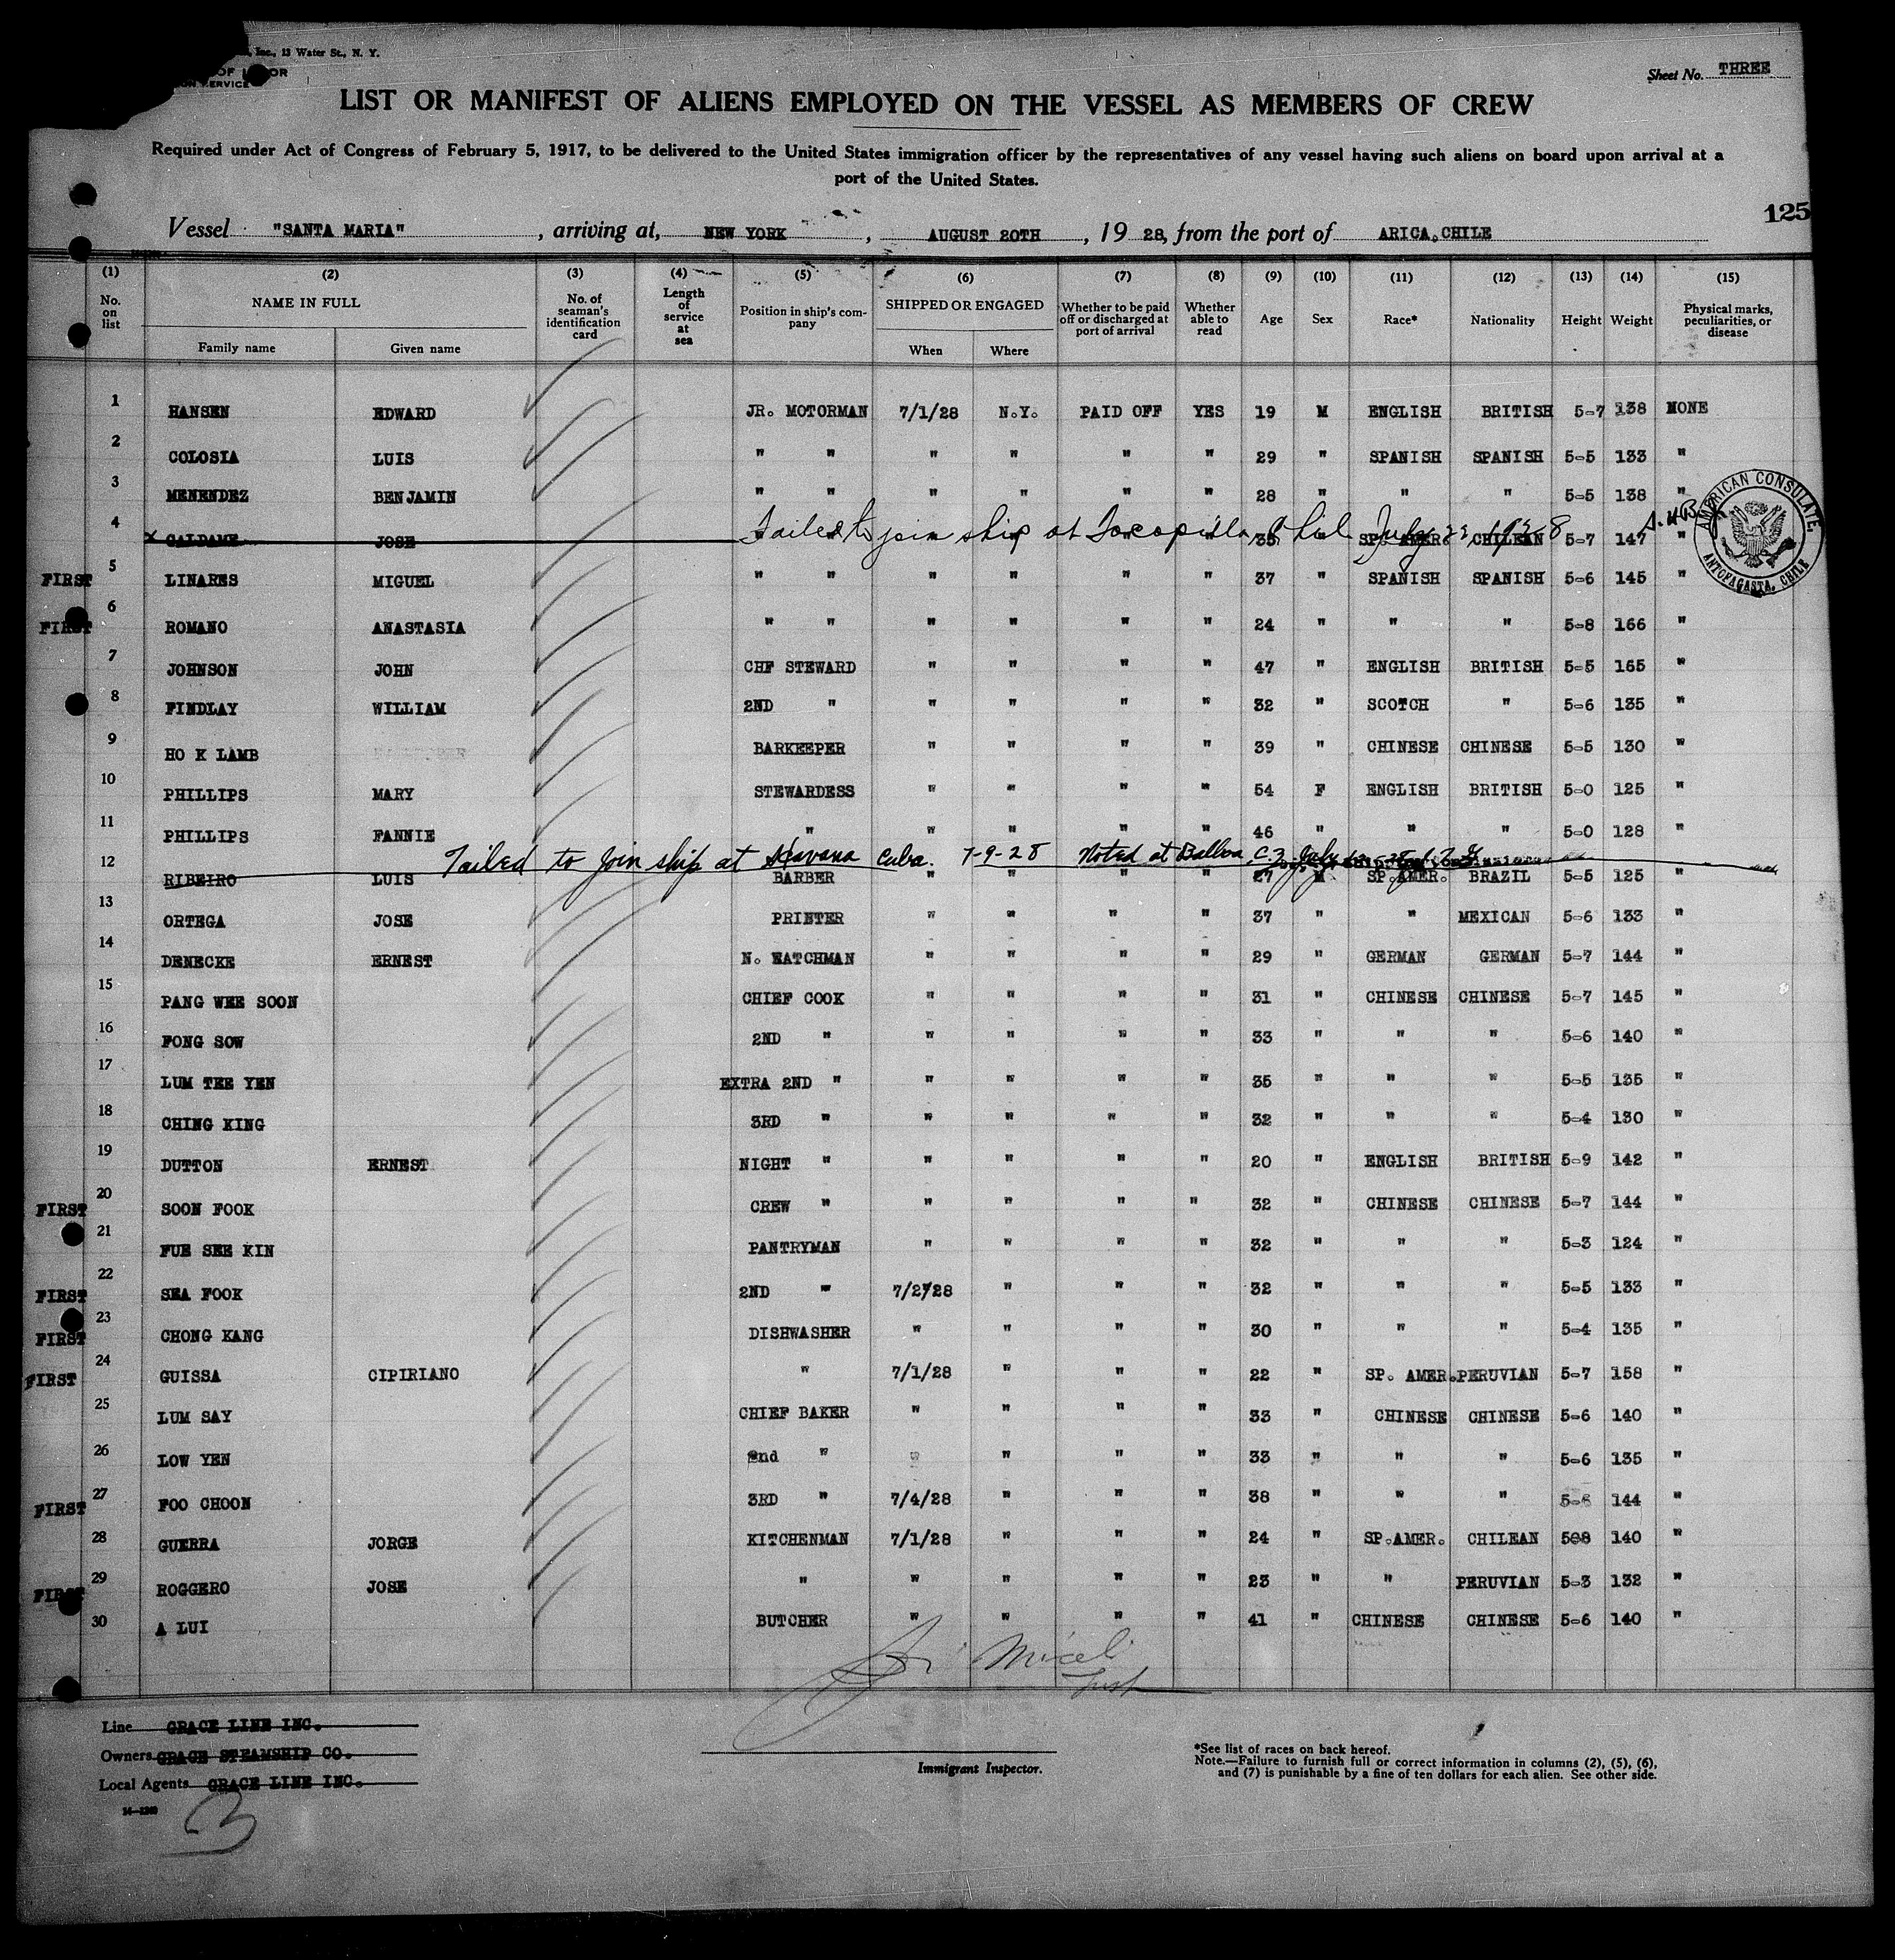 Inc., 13 Water St., N. Y.
OF LABOR
ON SERVICE
Sheet No. THREE
LIST OR MANIFEST OF ALIENS EMPLOYED ON THE VESSEL AS MEMBERS OF CREW
Required under Act of Congress of February 5, 1917, to be delivered to the United States immigration officer by the representatives of any vessel having such aliens on board upon arrival at a
port of the United States.
125
Vessel "SANTA MARIA" , arriving at, NEW YORK , AUGUST 20TH , 19 28, from the port of ARICA, CHILE
(1) (2) (3) (4) (5) (6) (7) (8) (9) (10) (11) (12) (13) (14) (15)
No. on list NAME IN FULL Family name Given name No. of seaman's identification card Length of service at sea Position in ship's company SHIPPED OR ENGAGED When Where Whether to be paid off or discharged at port of arrival Whether able to read Age Sex Race* Nationality Height Weight Physical marks, peculiarities, or disease
1 HANSEN EDWARD JR. MOTORMAN 7/1/28 N.Y. PAID OFF YES 19 M ENGLISH BRITISH 5-7 138 NONE
2 COLOSIA LUIS " " " " " " 29 " SPANISH SPANISH 5-5 133 "
3 MENENDEZ BENJAMIN " " " " " " 28 " " " 5-5 138 "
Failed to join ship at Tocopilla, Chile July 1928
4 JOSE 35 SP. AMER. CHILEAN 5-7 147 "
AMERICAN CONSULATE, ANTOFAGASTA, CHILE
FIRST 5 LINARES MIGUEL " " " " " " 37 " SPANISH SPANISH 5-6 145 "
FIRST 6 ROMANO ANASTASIA " " " " " " 24 " " " 5-8 166 "
7 JOHNSON JOHN CHF STEWARD " " " " 47 " ENGLISH BRITISH 5-5 165 "
8 FINDLAY WILLIAM 2ND " " " " " 32 " SCOTCH " 5-6 135 "
9 HO K LAMB BARKEEPER " " " " 39 " CHINESE CHINESE 5-5 130 "
10 PHILLIPS MARY STEWARDESS " " " " 54 F ENGLISH BRITISH 5-0 125 "
11 PHILLIPS FANNIE " " " " " 46 " " " 5-0 128 "
Failed to join ship at Havana Cuba. 7-9-28 Noted at Balboa C.Z. July
12 RIBEIRO LUIS BARBER " " " " 27 M SP. AMER. BRAZIL 5-5 125 "
13 ORTEGA JOSE PRINTER " " " " 37 " " MEXICAN 5-6 133 "
14 DENECKE ERNEST N. WATCHMAN " " " " 29 " GERMAN GERMAN 5-7 144 "
15 PANG WEE SOON CHIEF COOK " " " " 31 " CHINESE CHINESE 5-7 145 "
16 FONG SOW 2ND " " " " " 33 " " " 5-6 140 "
17 LUM TEE YEN EXTRA 2ND " " " " " 35 " " " 5-5 135 "
18 CHING KING 3RD " " " " " 32 " " " 5-4 130 "
19 DUTTON ERNEST NIGHT " " " " " 20 " ENGLISH BRITISH 5-9 142 "
FIRST 20 SOON FOOK CREW " " " " " 32 " CHINESE CHINESE 5-7 144 "
21 FUE SEE KIN PANTRYMAN " " " " 32 " " " 5-3 124 "
FIRST 22 SEA FOOK 2ND " 7/2/28 " " " 32 " " " 5-5 133 "
FIRST 23 CHONG KANG DISHWASHER " " " " 30 " " " 5-4 135 "
FIRST 24 GUISSA CIPIRIANO " 7/1/28 " " " 22 " SP. AMER. PERUVIAN 5-7 158 "
25 LUM SAY CHIEF BAKER " " " " 33 " CHINESE CHINESE 5-6 140 "
26 LOW YEN 2nd " " " " " 33 " " " 5-6 135 "
FIRST 27 FOO CHOON 3RD " 7/4/28 " " " 38 " " " 144 "
28 GUERRA JORGE KITCHENMAN 7/1/28 " " " 24 " SP. AMER. CHILEAN 508 140 "
FIRST 29 ROGGERO JOSE " " " " " 23 " " PERUVIAN 5-3 132 "
30 A LUI BUTCHER " " " " 41 " CHINESE CHINESE 5-6 140 "
Line GRACE LINE INC.
Owners GRACE STEAMSHIP CO.
Local Agents GRACE LINE INC.
3
Immigrant Inspector.
*See list of races on back hereof.
Note.—Failure to furnish full or correct information in columns (2), (5), (6),
and (7) is punishable by a fine of ten dollars for each alien. See other side.